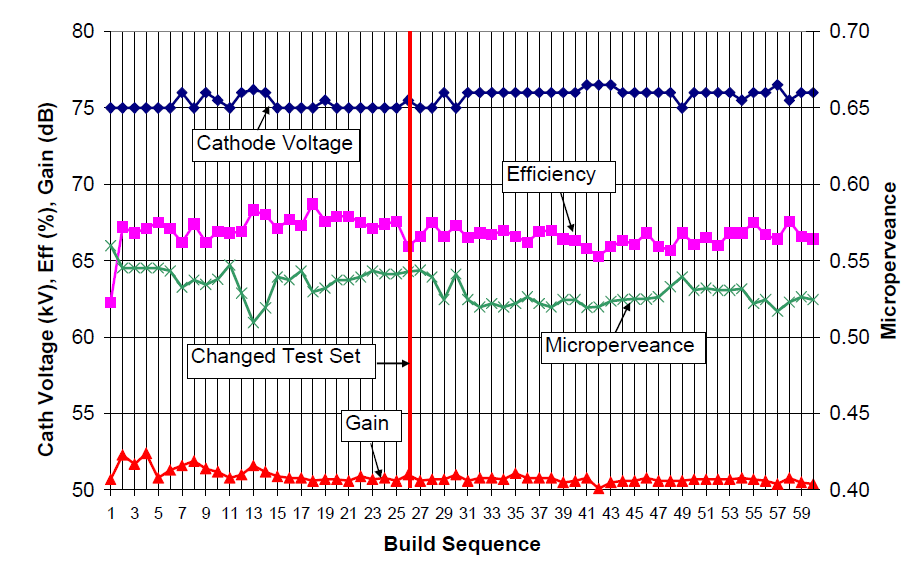 80
75
70
65
60
55
50
0.70
0.65
0.60
0.55
0.50
0.45
0.40
Cath Voltage (kV), Eff (%), Gain (dB)
Microperveance
Cathode Voltage
Efficiency
Changed Test Set
Microperveance
Gain
1 3 5 7 9 11 13 15 17 19 21 23 25 27 29 31 33 35 37 39 41 43 45 47 49 51 53 55 57 59
Build Sequence